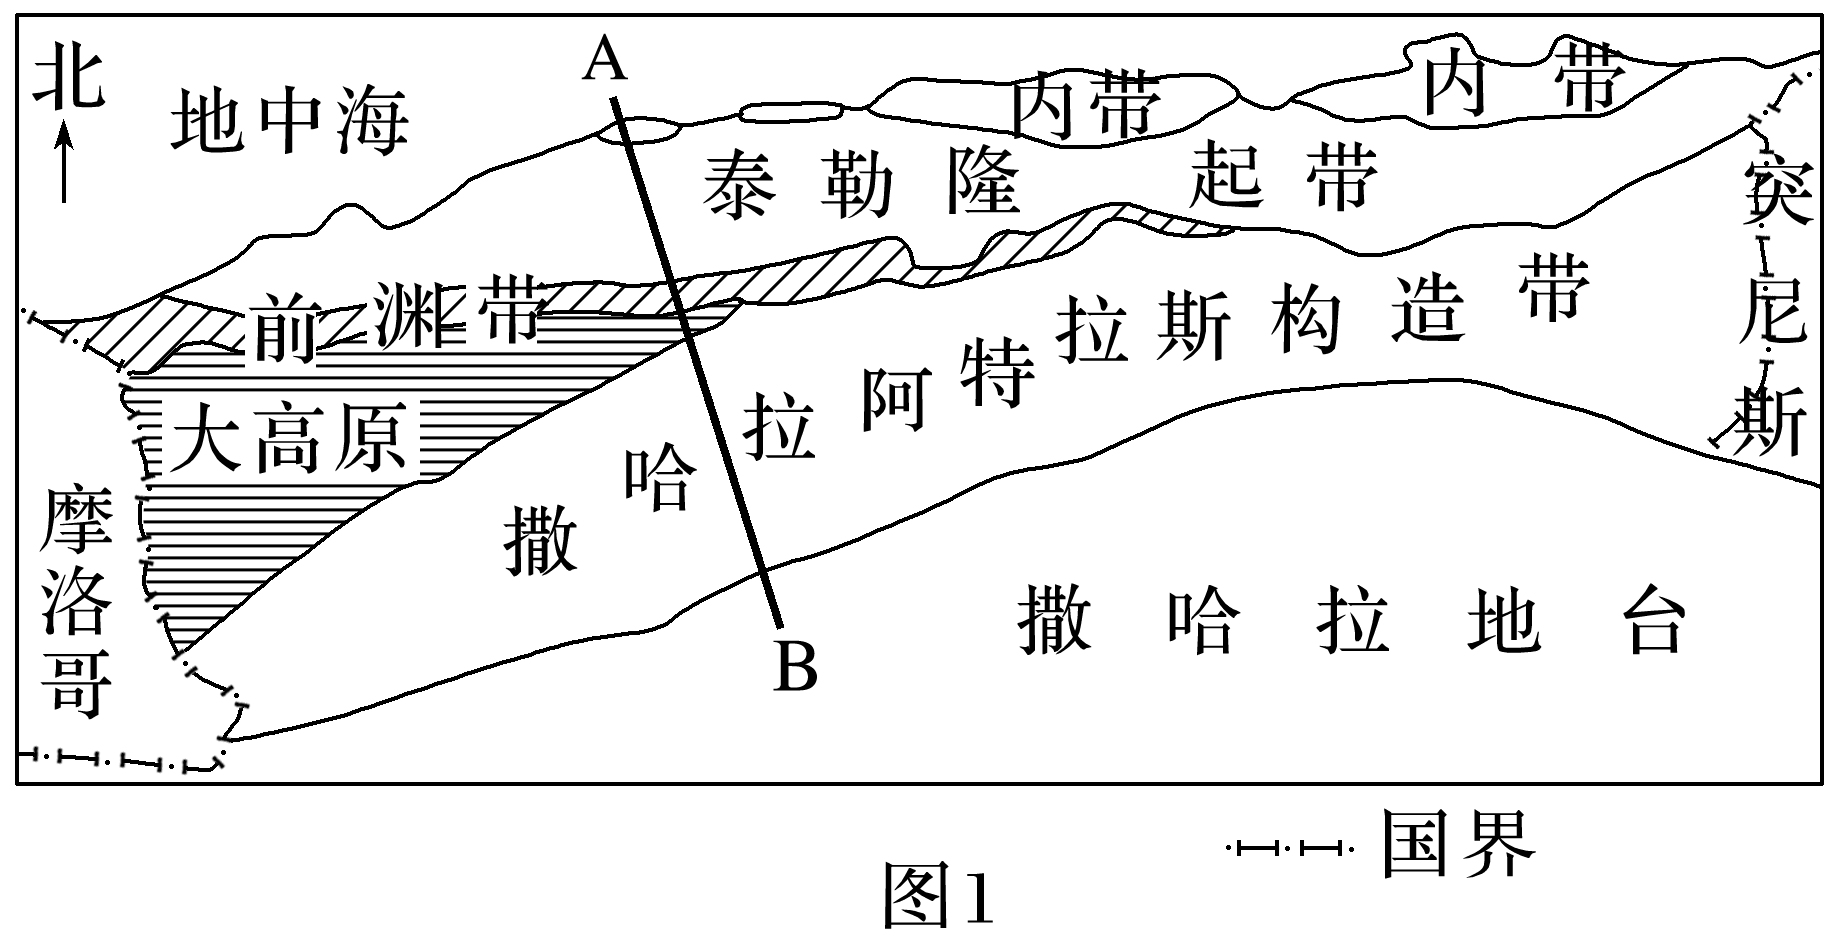 北
地中海
A
内带
内带
泰勒隆起带
突尼斯
前渊带
撒哈拉阿特拉斯构造带
大高原
摩洛哥
撒哈拉地台
B
国界
图1